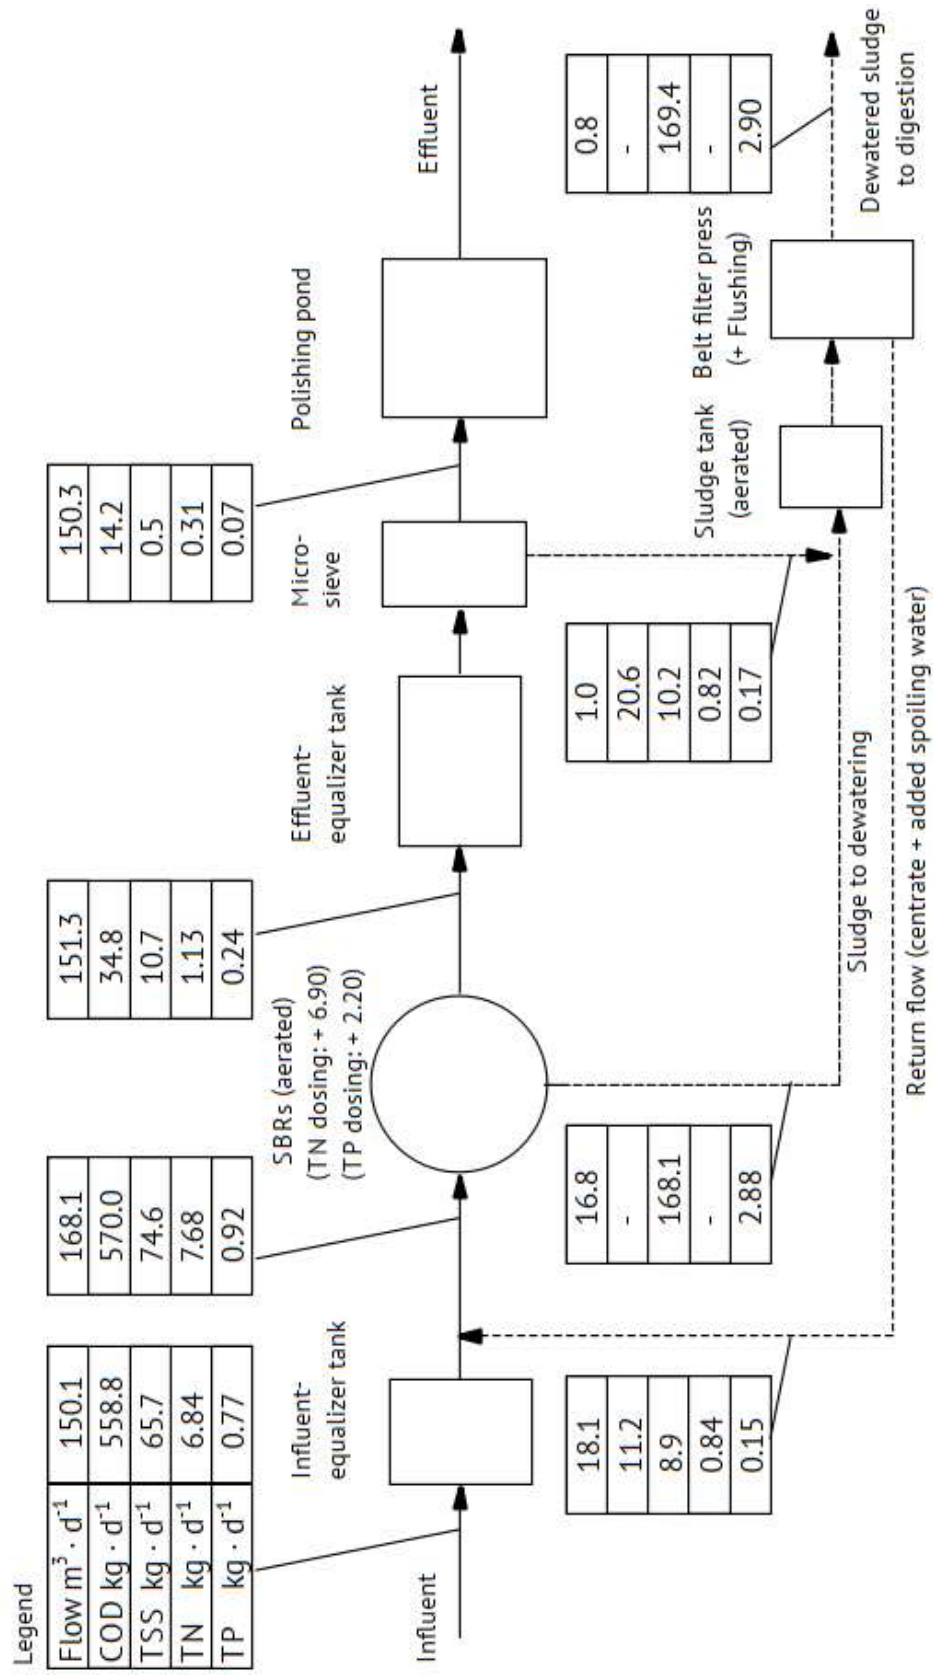 Legend
Flow m³ · d⁻¹ 150.1
COD kg · d⁻¹ 558.8
TSS kg · d⁻¹ 65.7
TN kg · d⁻¹ 6.84
TP kg · d⁻¹ 0.77
168.1
570.0
74.6
7.68
0.92
151.3
34.8
10.7
1.13
0.24
150.3
14.2
0.5
0.31
0.07
Influent
Influent-
equalizer tank
SBRs (aerated)
(TN dosing: + 6.90)
(TP dosing: + 2.20)
Effluent-
equalizer tank
Micro-
sieve
Polishing pond
Effluent
18.1
11.2
8.9
0.84
0.15
16.8
-
168.1
-
2.88
1.0
20.6
10.2
0.82
0.17
Sludge tank
(aerated)
Belt filter press
(+ Flushing)
0.8
-
169.4
-
2.90
Sludge to dewatering
Dewatered sludge
to digestion
Return flow (centrate + added spoiling water)